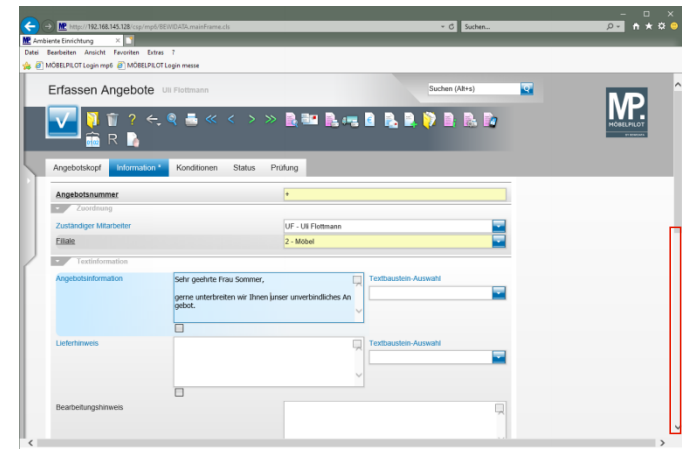 http://192.168.145.128/csp/mp6/BEWIDATA.mainFrame.cls
Suchen...
Ambiente Einrichtung
Datei Bearbeiten Ansicht Favoriten Extras ?
MÖBELPILOT Login mp6 MÖBELPILOT Login messe
Erfassen Angebote Uli Flottmann
Suchen (Alt+s)
MP.
MÖBELPILOT
? R
Angebotskopf Information * Konditionen Status Prüfung
Angebotsnummer +
Zuordnung
Zuständiger Mitarbeiter UF - Uli Flottmann
Filiale 2 - Möbel
Textinformation
Angebotsinformation Sehr geehrte Frau Sommer, Textbaustein-Auswahl
gerne unterbreiten wir Ihnen unser unverbindliches An
gebot.
Lieferhinweis Textbaustein-Auswahl
Bearbeitungshinweis